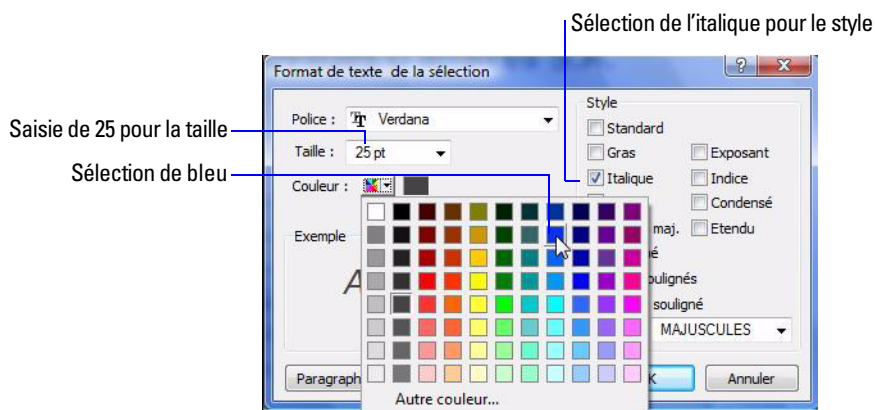 Sélection de l'italique pour le style
Format de texte de la sélection
Saisie de 25 pour la taille
Sélection de bleu
Police : Verdana
Taille : 25 pt
Couleur :
Exemple
A
Style
Standard
Gras
Exposant
Italique
Indice
Condensé
maj.
Etendu
é
oulignés
souligné
MAJUSCULES
Paragraph
Autre couleur...
K
Annuler